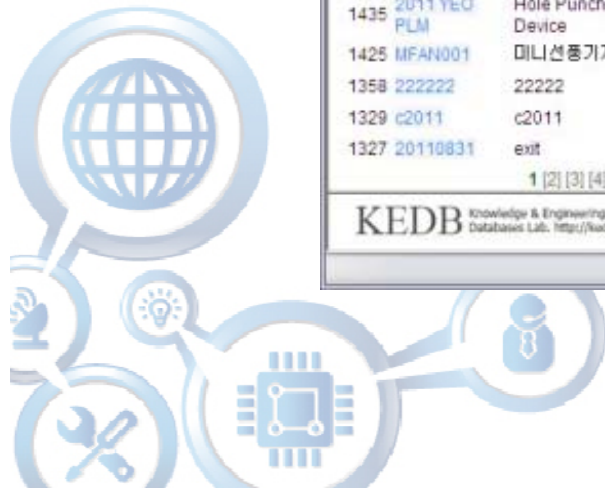 1435 2011 YEO PLM Hole Punch Device
1425 MFAN001 미니선풍기
1358 222222 22222
1329 c2011 c2011
1327 20110831 exit
1 [2] [3] [4]
KEDB Knowledge & Engineering
Databases Lab.